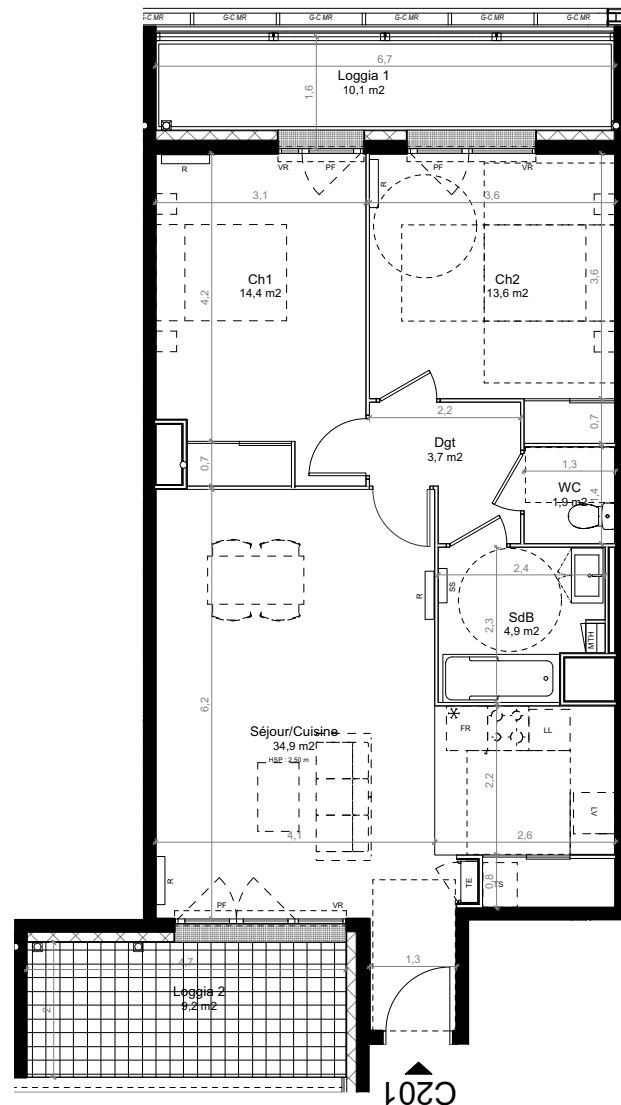 G-C MR G-C MR G-C MR G-C MR G-C MR
6,7
Loggia 1
10,1 m2
1,6
R VR PF PF VR
R
3,1 3,6
Ch1
14,4 m2
4,2
Ch2
13,6 m2
3,6
2,2
0,7
Dgt
3,7 m2
0,7
1,3
WC
1,9 m2
1,4
2,4
R
SS
SdB
4,9 m2
2,3
MTH
6,2
Séjour/Cuisine
34,9 m2
HSP : 2.50 m
FR
LL
2,2
LV
4,1 2,6
R
TE
0,8
TS
PF VR
4,7
1,3
Loggia 2
9,2 m2
2
C201